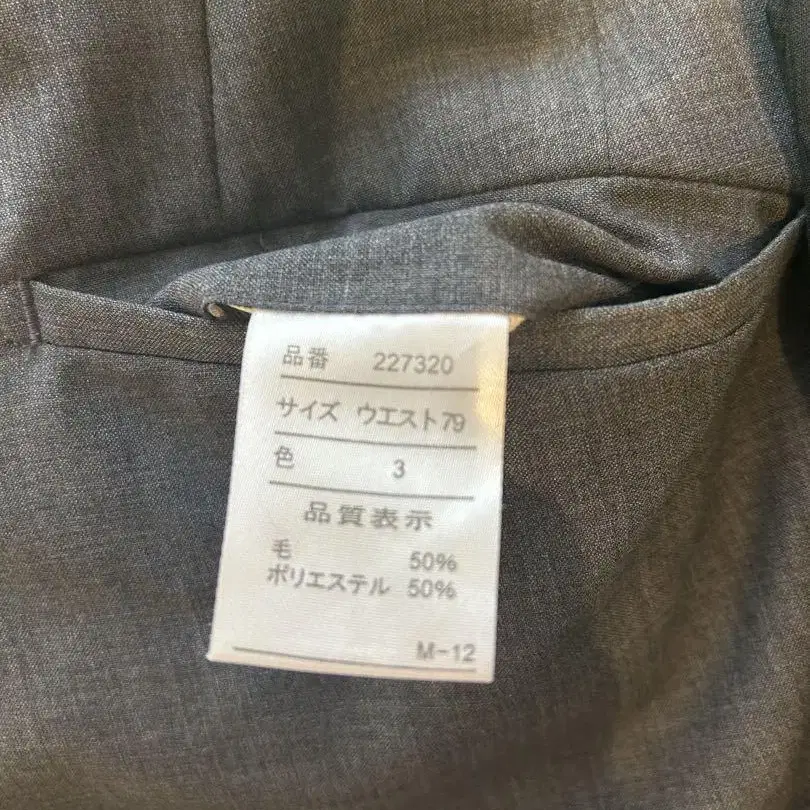 品番 227320
サイズ ウエスト79
色 3
品質表示
毛 50%
ポリエステル 50%
M-12